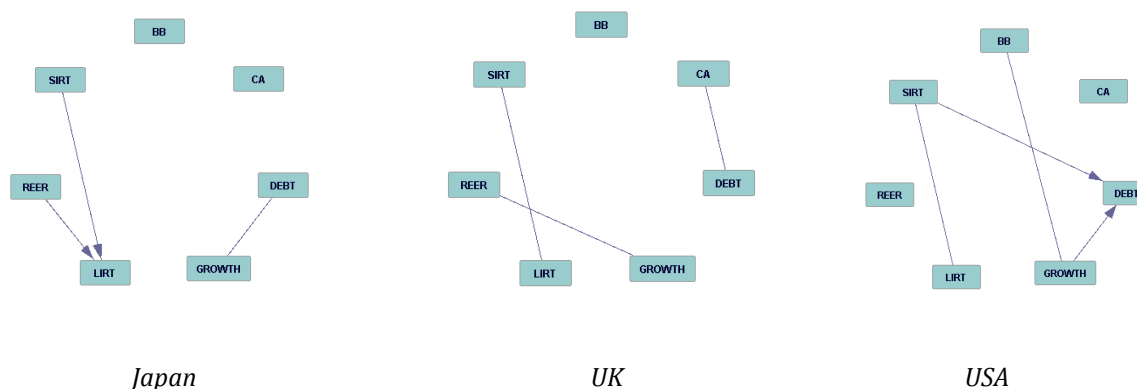 BB
SIRT
CA
REER
DEBT
LIRT
GROWTH
Japan
BB
SIRT
CA
REER
DEBT
LIRT
GROWTH
UK
BB
SIRT
CA
REER
DEBT
LIRT
GROWTH
USA